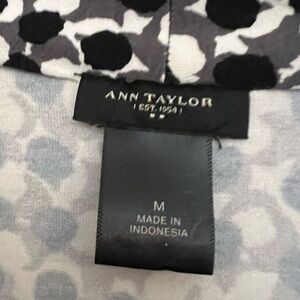 ANN TAYLOR
EST. 1954
M
MADE IN
INDONESIA